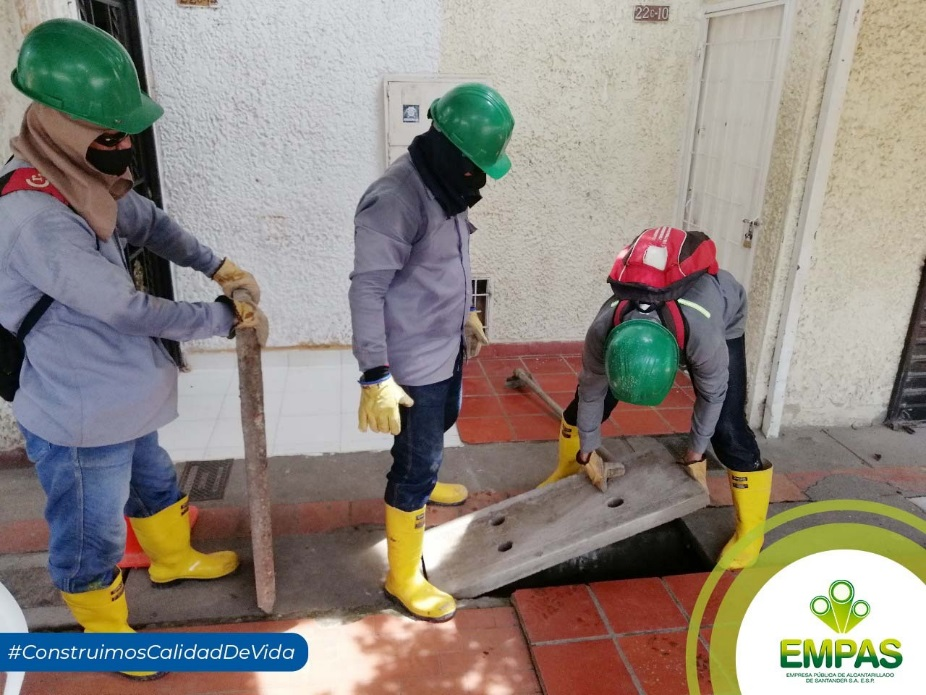 22C-10
#ConstruimosCalidadDeVida
EMPAS
EMPRESA PÚBLICA DE ALCANTARILLADO
DE SANTANDER S.A. E.S.P.